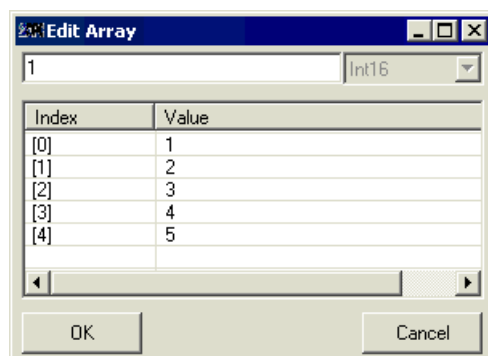 Edit Array
1 Int16
Index Value
[0] 1
[1] 2
[2] 3
[3] 4
[4] 5
OK Cancel